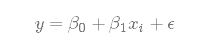 y = β₀ + β₁xᵢ + ϵ